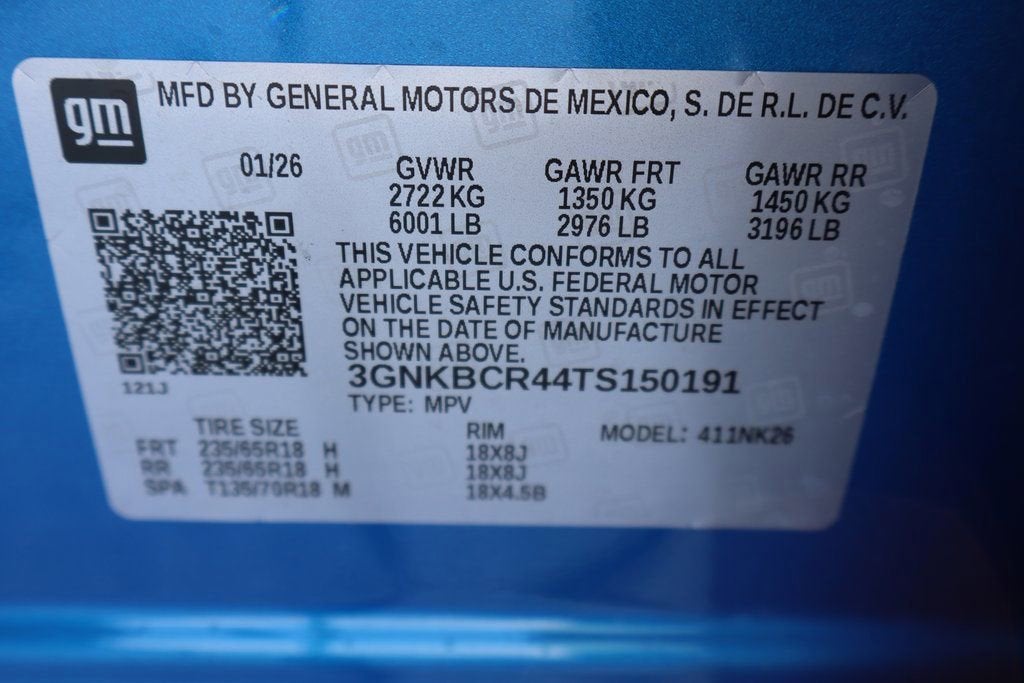 gm
MFD BY GENERAL MOTORS DE MEXICO, S. DE R.L. DE C.V.
01/26 GVWR GAWR FRT GAWR RR
2722 KG 1350 KG 1450 KG
6001 LB 2976 LB 3196 LB
THIS VEHICLE CONFORMS TO ALL
APPLICABLE U.S. FEDERAL MOTOR
VEHICLE SAFETY STANDARDS IN EFFECT
ON THE DATE OF MANUFACTURE
SHOWN ABOVE.
121J 3GNKBCR44TS150191
TYPE: MPV
TIRE SIZE RIM MODEL: 411NK26
FRT 235/65R18 H 18X8J
RR 235/65R18 H 18X8J
SPA T135/70R18 M 18X4.5B